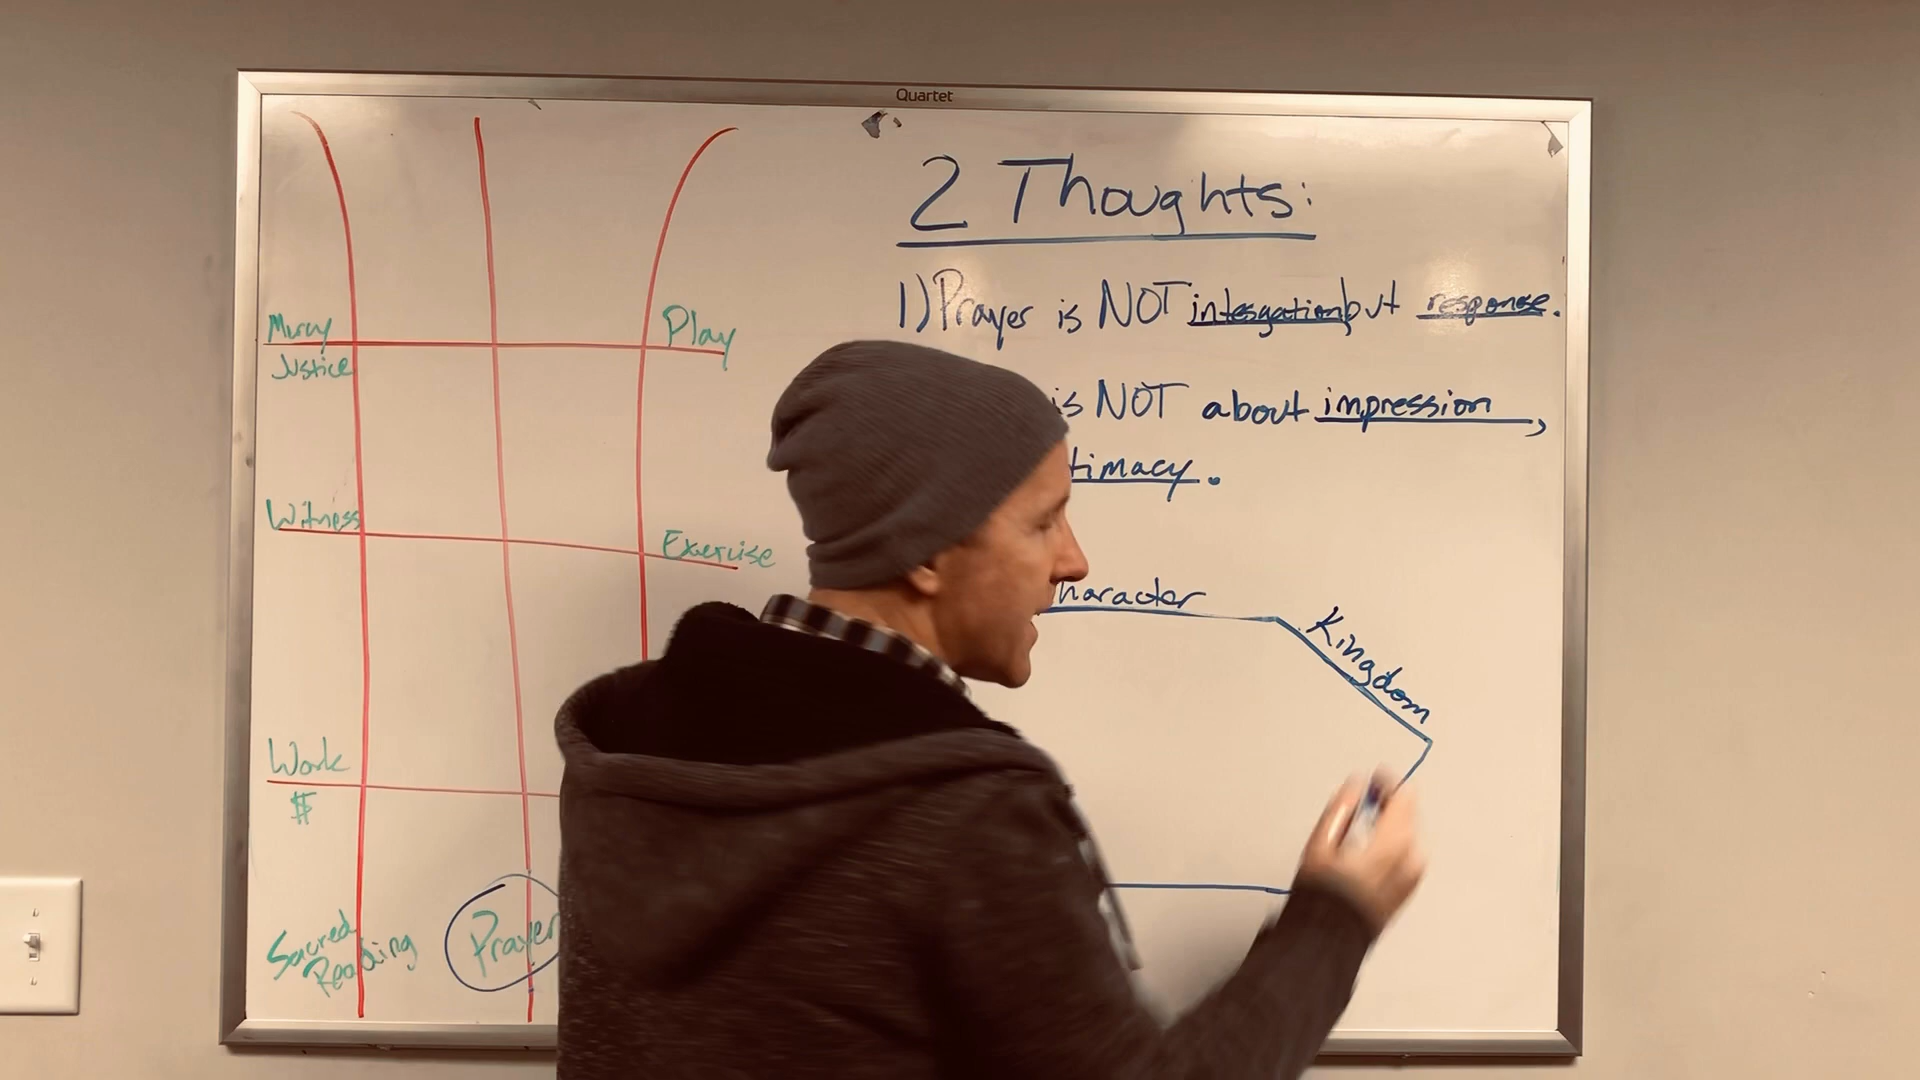 Quartet
2 Thoughts:
1) Prayer is NOT intesgation but response.
is NOT about impression,
timacy.
haracter
Kingdom
Mercy
Justice
Play
Witness
Exercise
Work
$
Sacred
Reading
Prayer